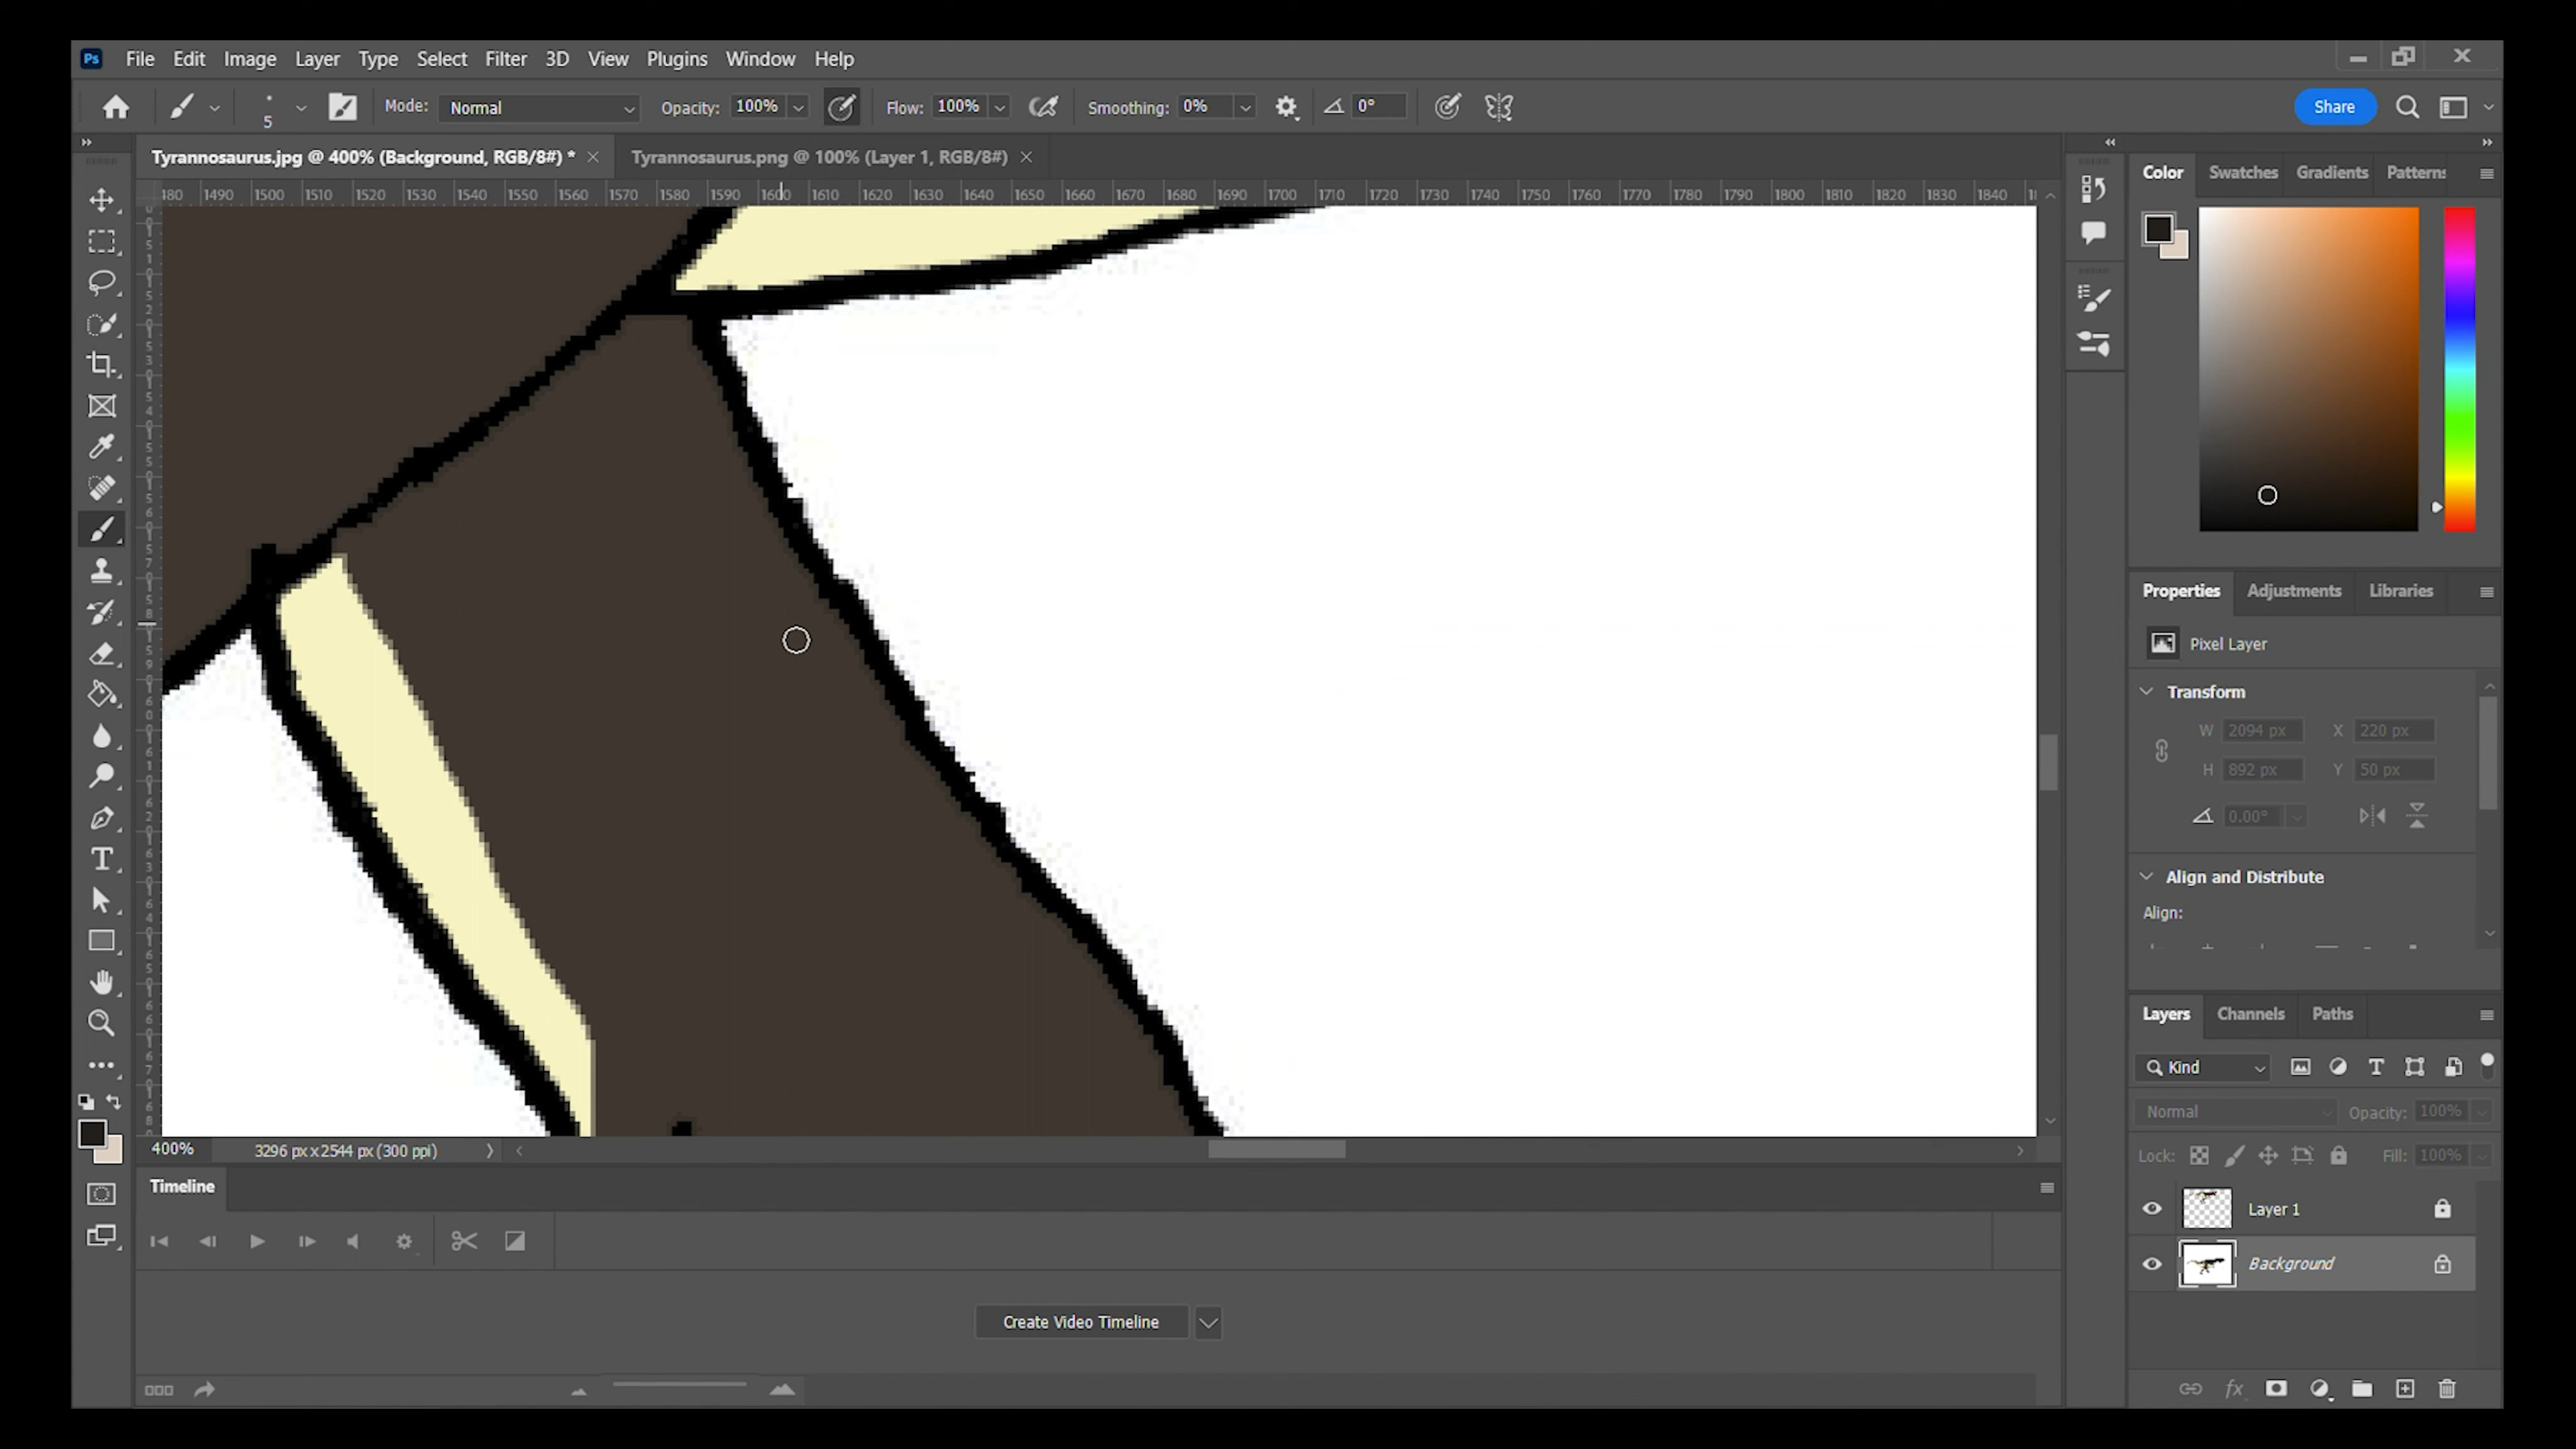 Ps File Edit Image Layer Type Select Filter 3D View Plugins Window Help
5 Mode: Normal Opacity: 100% Flow: 100% Smoothing: 0% 0° Share
Tyrannosaurus.jpg @ 400% (Background, RGB/8#) * Tyrannosaurus.png @ 100% (Layer 1, RGB/8#)
480 1490 1500 1510 1520 1530 1540 1550 1560 1570 1580 1590 1600 1610 1620 1630 1640 1650 1660 1670 1680 1690 1700 1710 1720 1730 1740 1750 1760 1770 1780 1790 1800 1810 1820 1830 1840
Color Swatches Gradients Patterns
Properties Adjustments Libraries
Pixel Layer
Transform
W 2094 px X 220 px
H 892 px Y 50 px
0.00°
Align and Distribute
Align:
Layers Channels Paths
Kind
Normal Opacity: 100%
Lock: Fill: 100%
Layer 1
Background
fx
400% 3296 px x 2544 px (300 ppi)
Timeline
Create Video Timeline